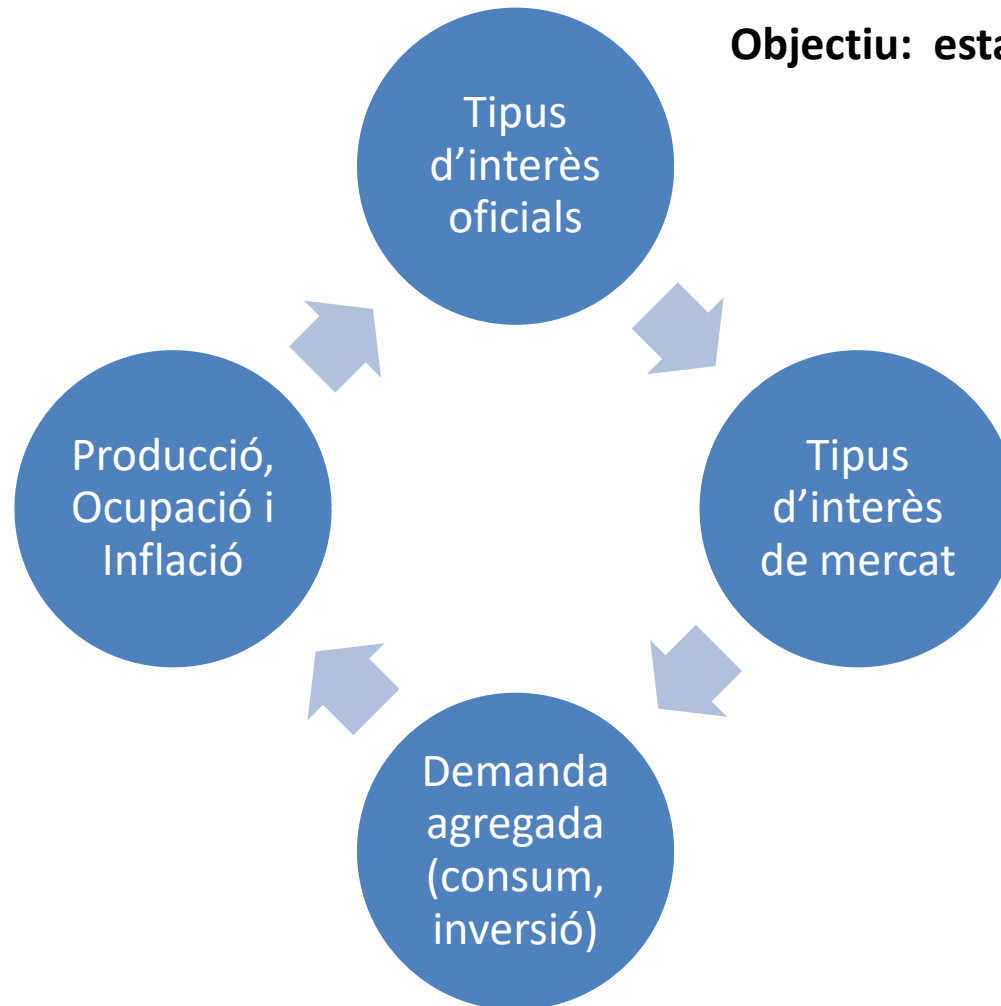 Objectiu: esta
Tipus
d’interès
oficials
Tipus
d’interès
de mercat
Demanda
agregada
(consum,
inversió)
Producció,
Ocupació i
Inflació